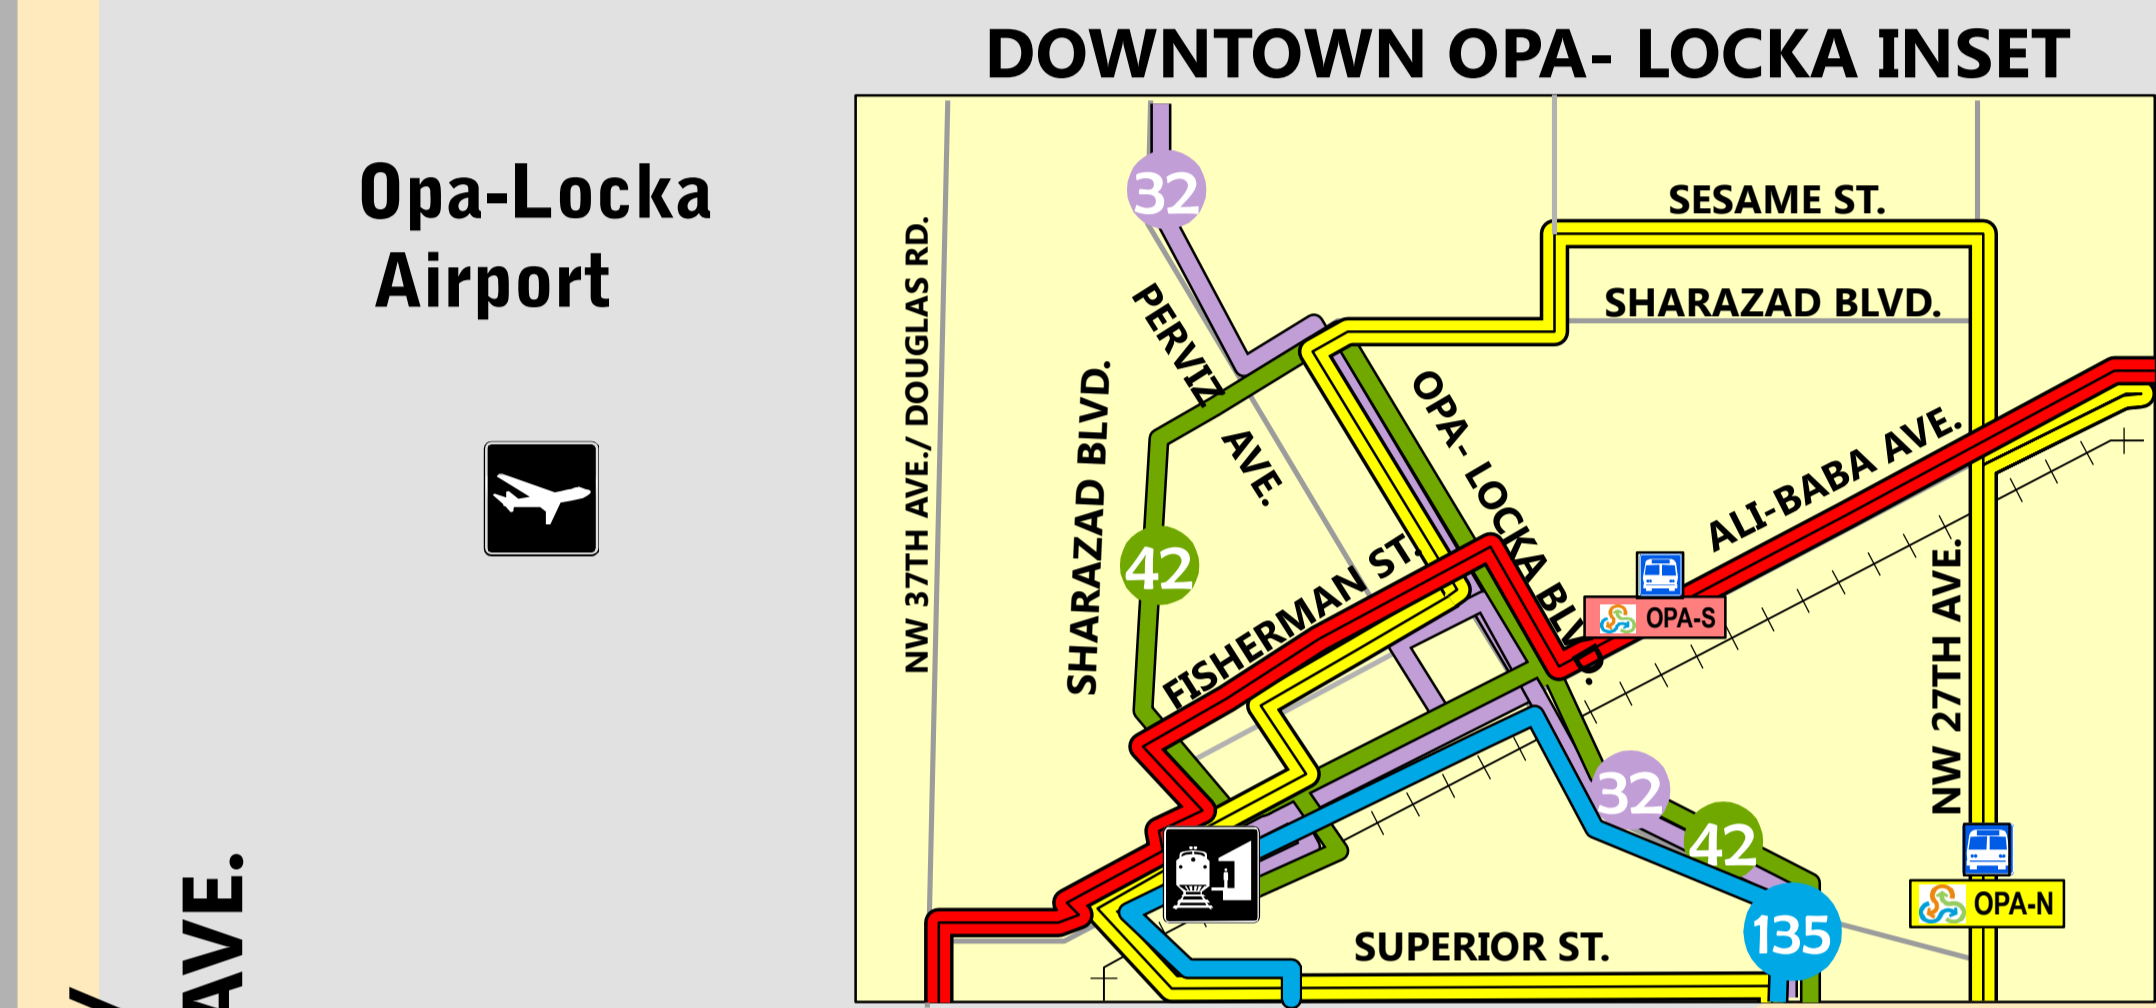 DOWNTOWN OPA- LOCKA INSET
Opa-Locka
Airport
32
SESAME ST.
SHARAZAD BLVD.
NW 37TH AVE./ DOUGLAS RD.
PERVIZ
AVE.
SHARAZAD BLVD.
OPA- LOCKA BLVD.
ALI-BABA AVE.
42
FISHERMAN ST.
OPA-S
NW 27TH AVE.
32
42
OPA-N
135
SUPERIOR ST.
AVE.